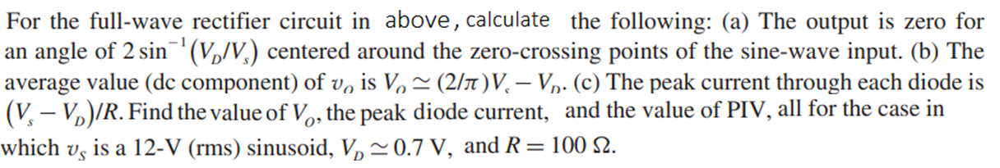 For the full-wave rectifier circuit in above, calculate the following: (a) The output is zero for
an angle of 2 sin⁻¹(V_D/V_s) centered around the zero-crossing points of the sine-wave input. (b) The
average value (dc component) of v_o is V_o ≃ (2/π)V_s – V_D. (c) The peak current through each diode is
(V_s – V_D)/R. Find the value of V_O, the peak diode current, and the value of PIV, all for the case in
which v_S is a 12-V (rms) sinusoid, V_D ≃ 0.7 V, and R = 100 Ω.